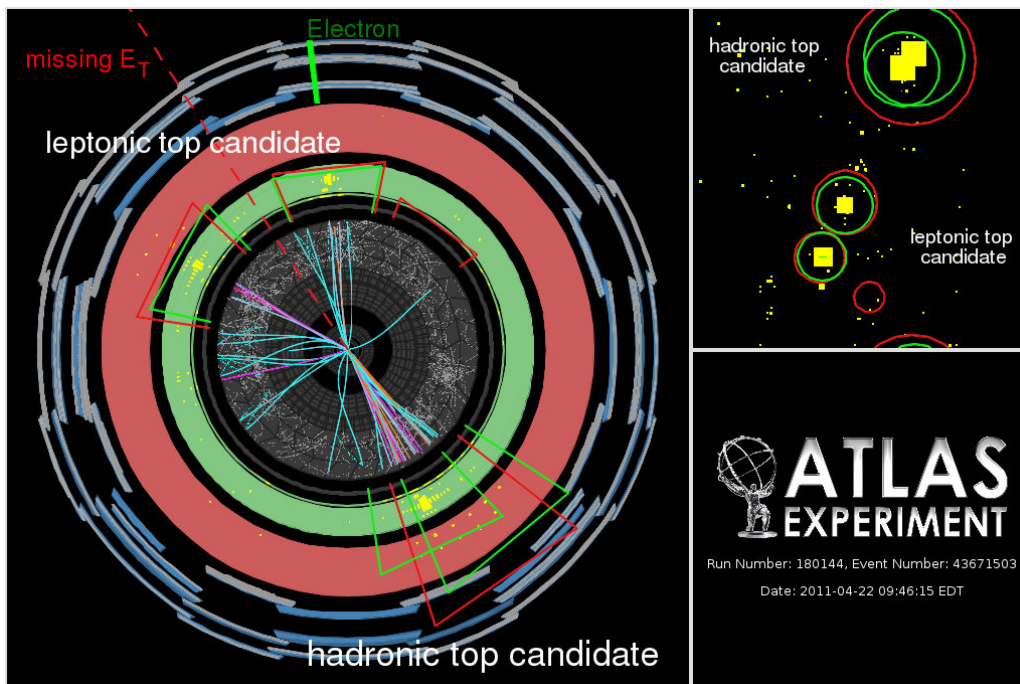 Electron
missing E_T
leptonic top candidate
hadronic top candidate
hadronic top
candidate
leptonic top
candidate
ATLAS
EXPERIMENT
Run Number: 180144, Event Number: 43671503
Date: 2011-04-22 09:46:15 EDT